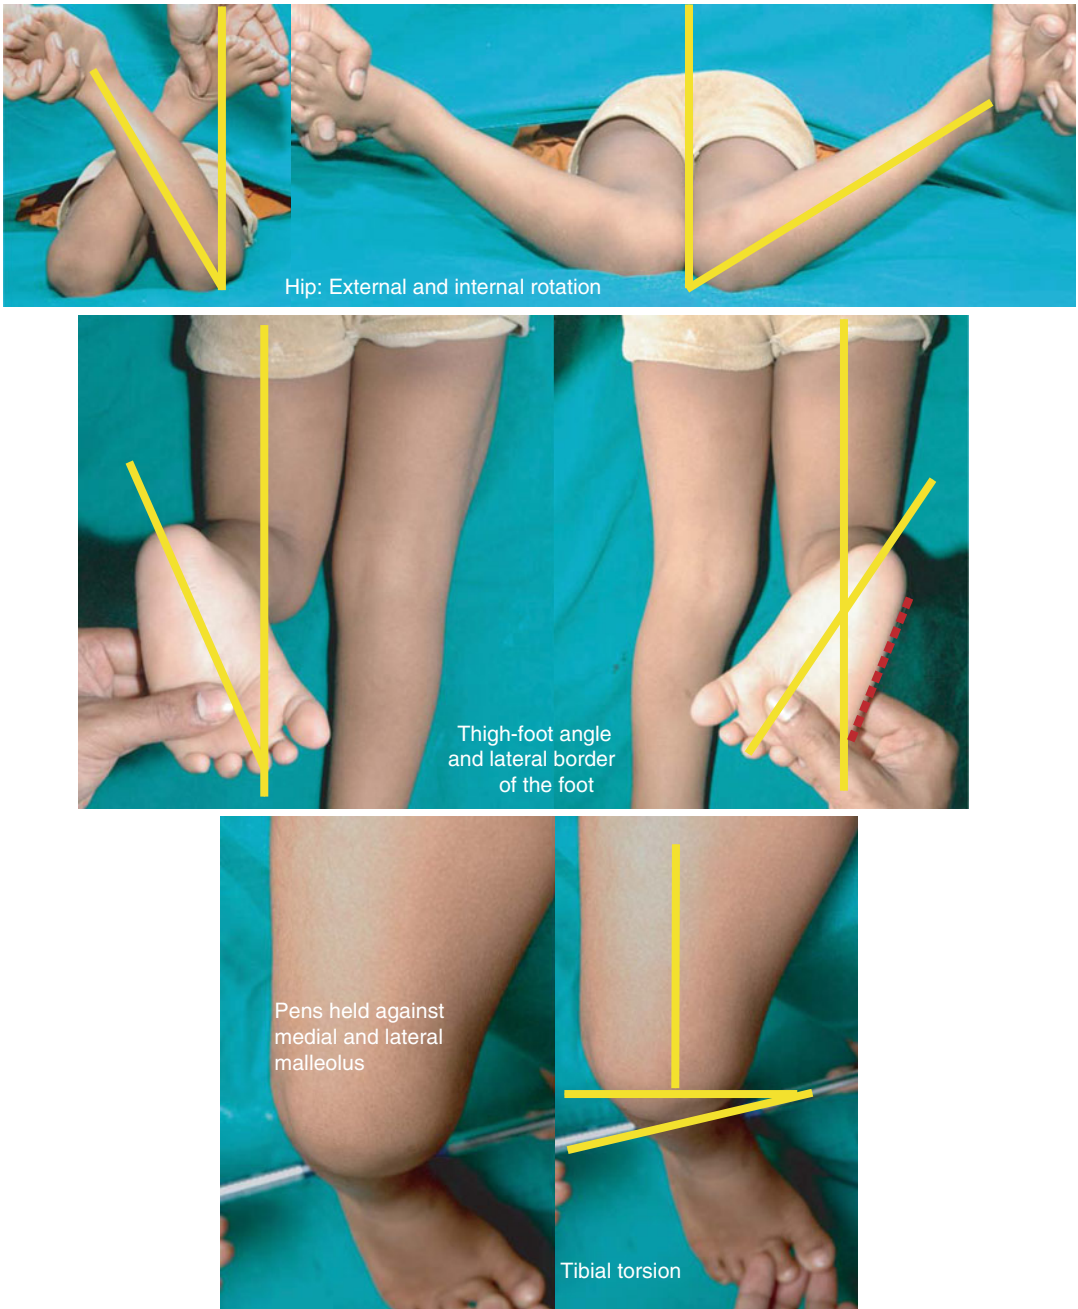 Hip: External and internal rotation
Thigh-foot angle
and lateral border
of the foot
Pens held against
medial and lateral
malleolus
Tibial torsion